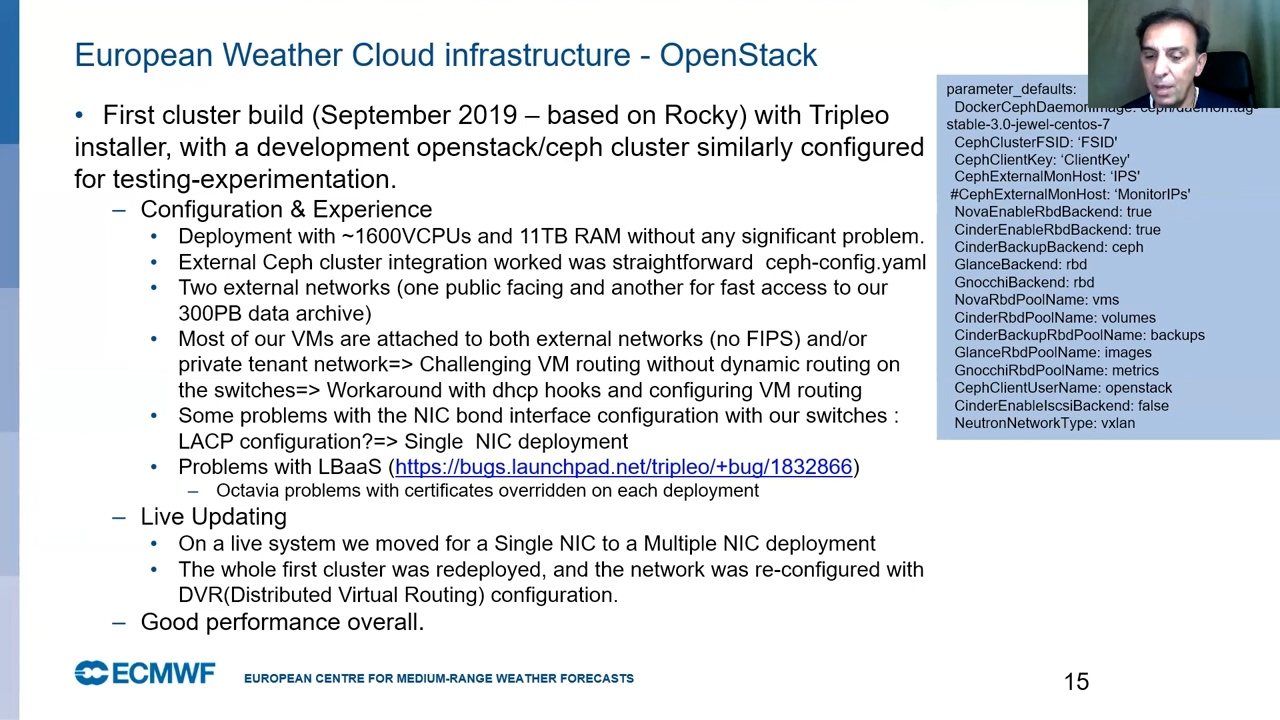 European Weather Cloud infrastructure - OpenStack
• First cluster build (September 2019 – based on Rocky) with Tripleo
installer, with a development openstack/ceph cluster similarly configured
for testing-experimentation.
– Configuration & Experience
• Deployment with ~1600VCPUs and 11TB RAM without any significant problem.
• External Ceph cluster integration worked was straightforward ceph-config.yaml
• Two external networks (one public facing and another for fast access to our
300PB data archive)
• Most of our VMs are attached to both external networks (no FIPS) and/or
private tenant network=> Challenging VM routing without dynamic routing on
the switches=> Workaround with dhcp hooks and configuring VM routing
• Some problems with the NIC bond interface configuration with our switches :
LACP configuration?=> Single NIC deployment
• Problems with LBaaS (https://bugs.launchpad.net/tripleo/+bug/1832866)
– Octavia problems with certificates overridden on each deployment
– Live Updating
• On a live system we moved for a Single NIC to a Multiple NIC deployment
• The whole first cluster was redeployed, and the network was re-configured with
DVR(Distributed Virtual Routing) configuration.
– Good performance overall.
parameter_defaults:
DockerCephDaemonImage: ceph/daemon:tag-
stable-3.0-jewel-centos-7
CephClusterFSID: ‘FSID'
CephClientKey: ‘ClientKey'
CephExternalMonHost: ‘IPS'
#CephExternalMonHost: ‘MonitorIPs'
NovaEnableRbdBackend: true
CinderEnableRbdBackend: true
CinderBackupBackend: ceph
GlanceBackend: rbd
GnocchiBackend: rbd
NovaRbdPoolName: vms
CinderRbdPoolName: volumes
CinderBackupRbdPoolName: backups
GlanceRbdPoolName: images
GnocchiRbdPoolName: metrics
CephClientUserName: openstack
CinderEnableIscsiBackend: false
NeutronNetworkType: vxlan
ECMWF
EUROPEAN CENTRE FOR MEDIUM-RANGE WEATHER FORECASTS
15